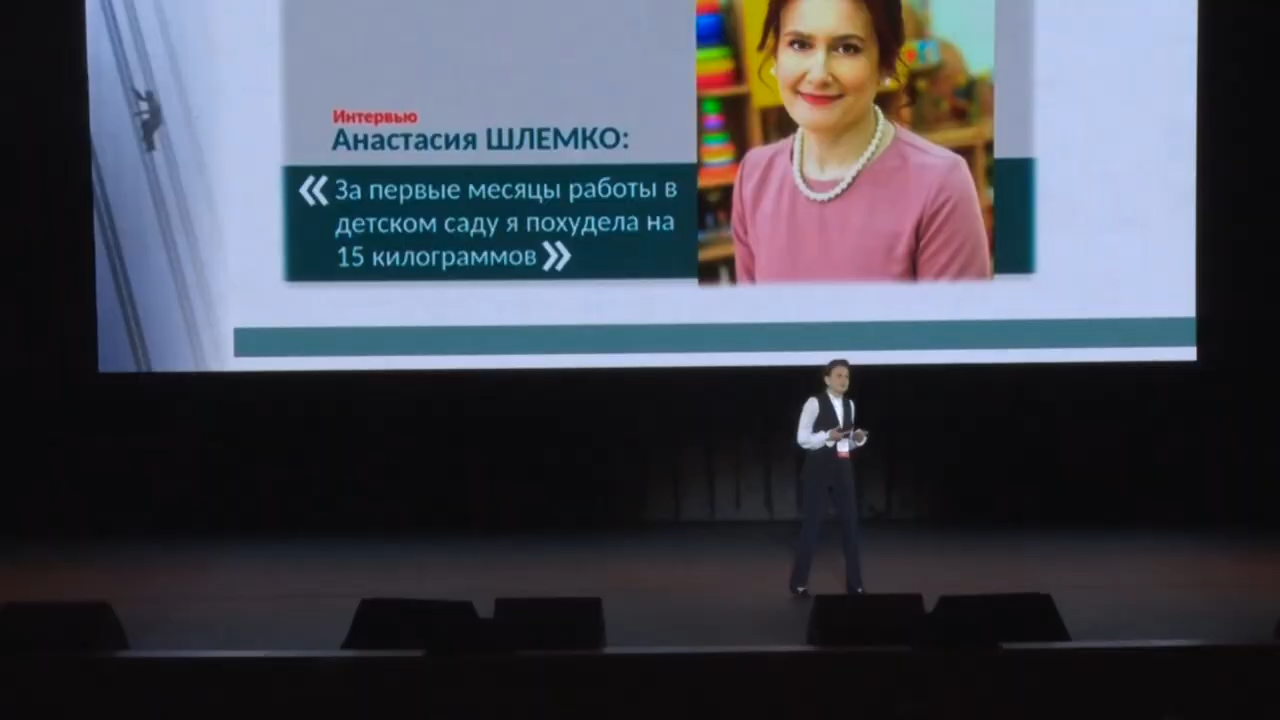 Интервью
Анастасия ШЛЕМКО:
« За первые месяцы работы в
детском саду я похудела на
15 килограммов »